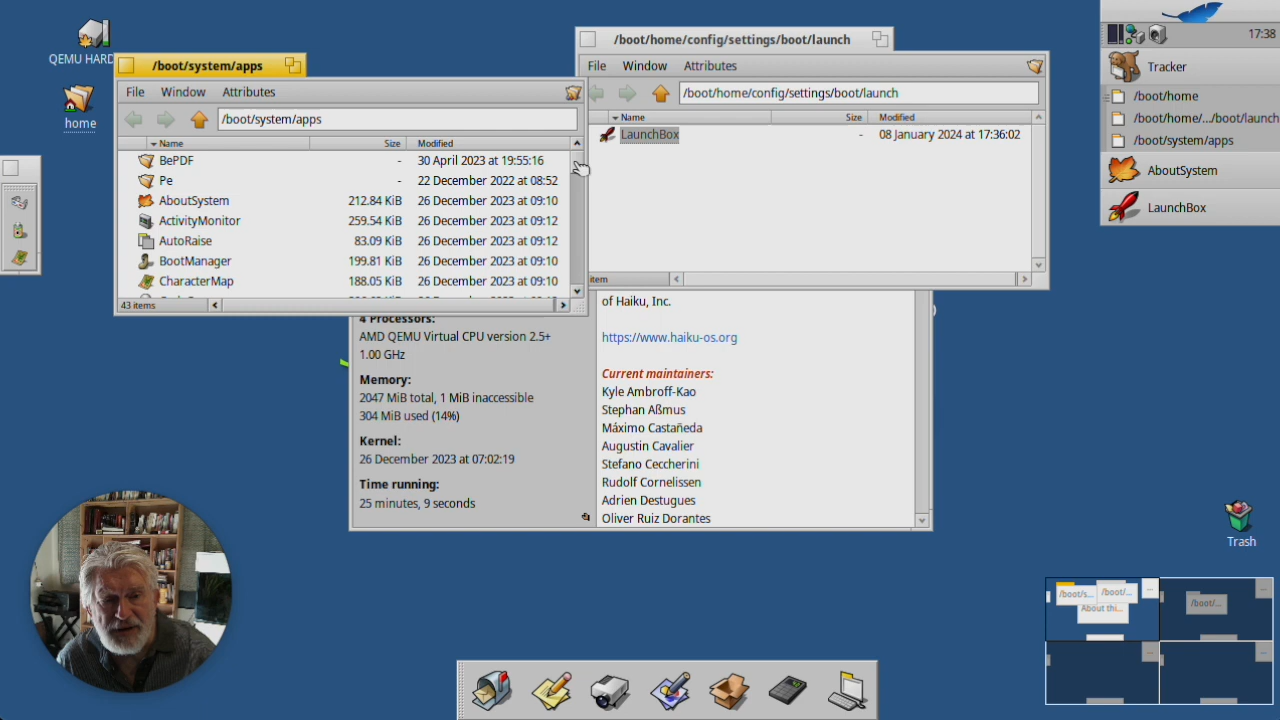 QEMU HARD
home
/boot/system/apps
File Window Attributes
/boot/system/apps
Name Size Modified
BePDF - 30 April 2023 at 19:55:16
Pe - 22 December 2022 at 08:52
AboutSystem 212.84 KiB 26 December 2023 at 09:10
ActivityMonitor 259.54 KiB 26 December 2023 at 09:12
AutoRaise 83.09 KiB 26 December 2023 at 09:12
BootManager 199.81 KiB 26 December 2023 at 09:10
CharacterMap 188.05 KiB 26 December 2023 at 09:10
43 items
/boot/home/config/settings/boot/launch
File Window Attributes
/boot/home/config/settings/boot/launch
Name Size Modified
LaunchBox - 08 January 2024 at 17:36:02
item
4 Processors:
AMD QEMU Virtual CPU version 2.5+
1.00 GHz
Memory:
2047 MiB total, 1 MiB inaccessible
304 MiB used (14%)
Kernel:
26 December 2023 at 07:02:19
Time running:
25 minutes, 9 seconds
of Haiku, Inc.
https://www.haiku-os.org
Current maintainers:
Kyle Ambroff-Kao
Stephan Aßmus
Máximo Castañeda
Augustin Cavalier
Stefano Ceccherini
Rudolf Cornelissen
Adrien Destugues
Oliver Ruiz Dorantes
17:38
Tracker
/boot/home
/boot/home/.../boot/launch
/boot/system/apps
AboutSystem
LaunchBox
Trash
/boot/s... /boot/...
About thi...
/boot/...